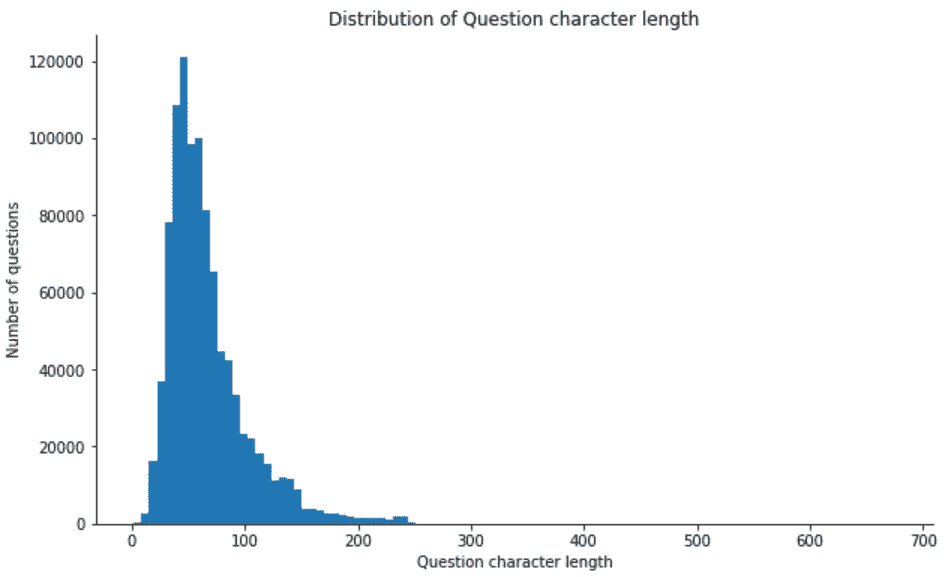 Distribution of Question character length
120000
100000
80000
60000
40000
20000
0
Number of questions
0 100 200 300 400 500 600 700
Question character length